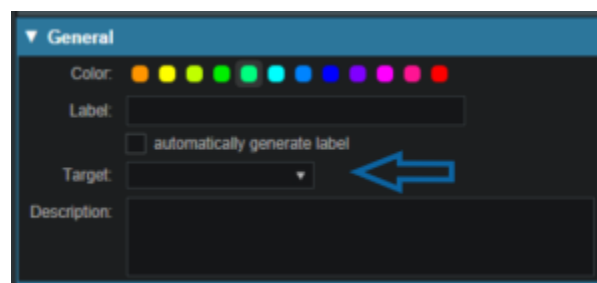 General
Color:
Label:
automatically generate label
Target:
Description: